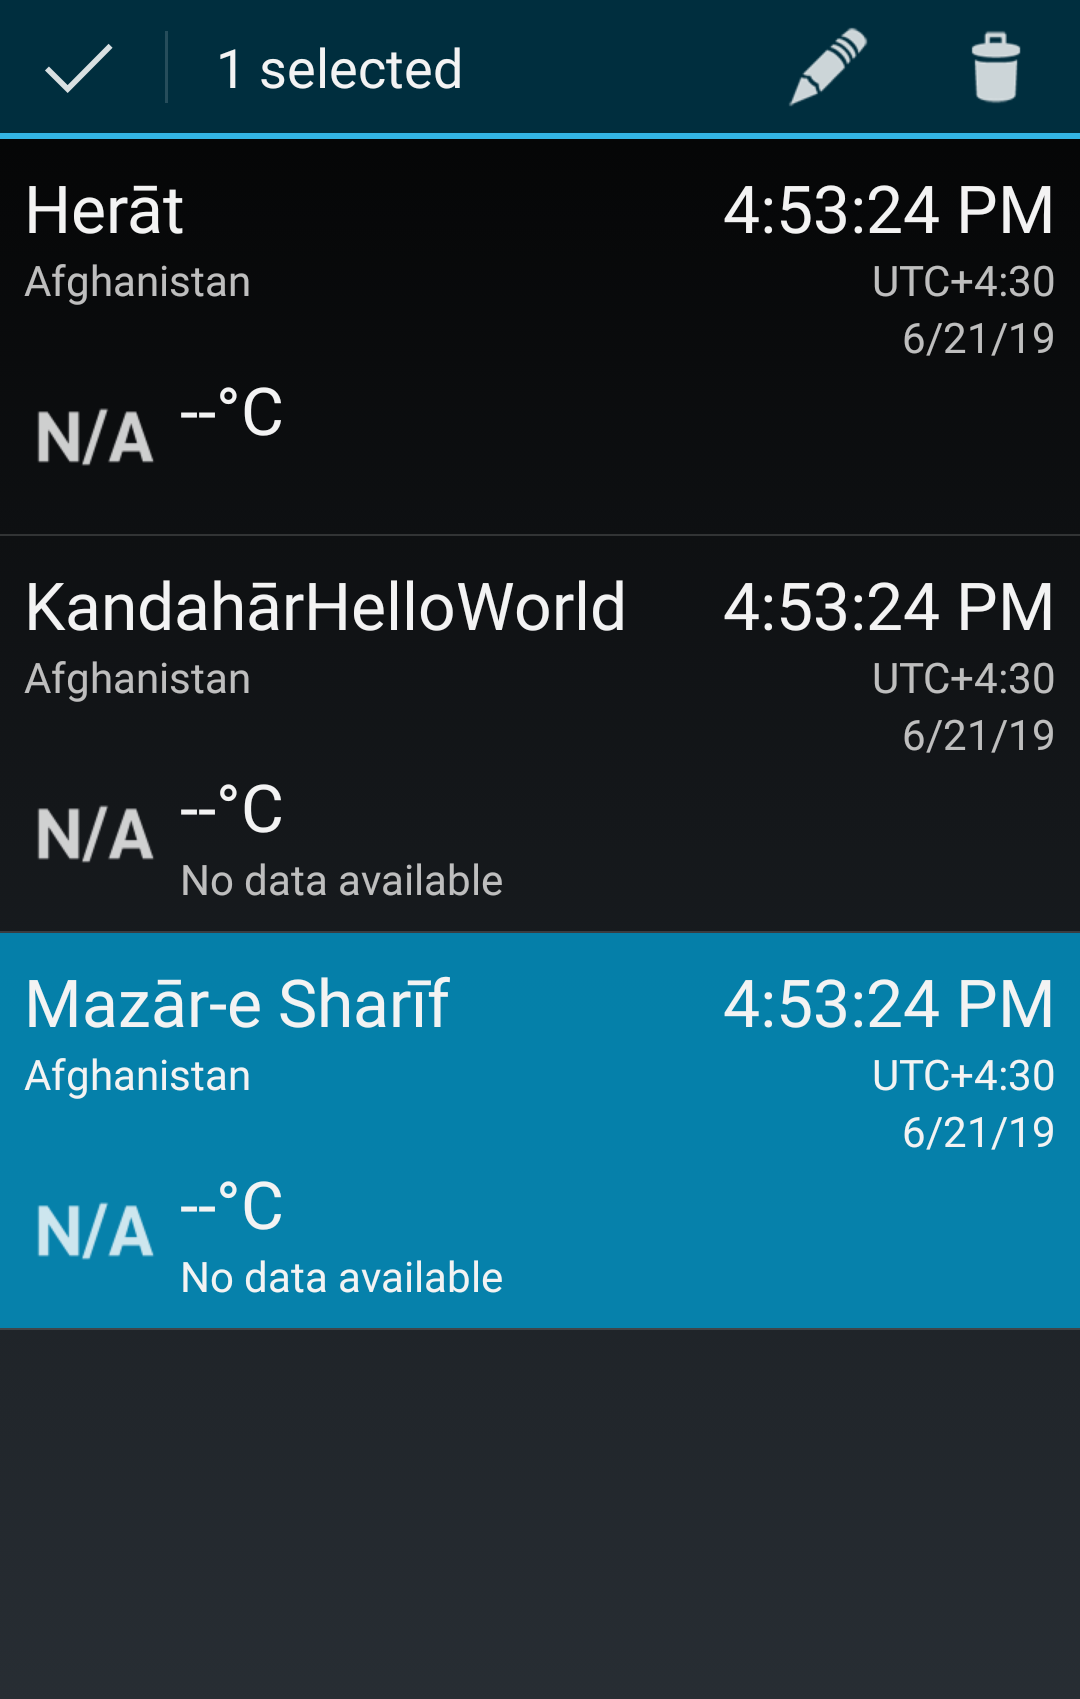 1 selected
Herāt 4:53:24 PM
Afghanistan UTC+4:30
6/21/19
N/A --°C
KandahārHelloWorld 4:53:24 PM
Afghanistan UTC+4:30
6/21/19
N/A --°C
No data available
Mazār-e Sharīf 4:53:24 PM
Afghanistan UTC+4:30
6/21/19
N/A --°C
No data available